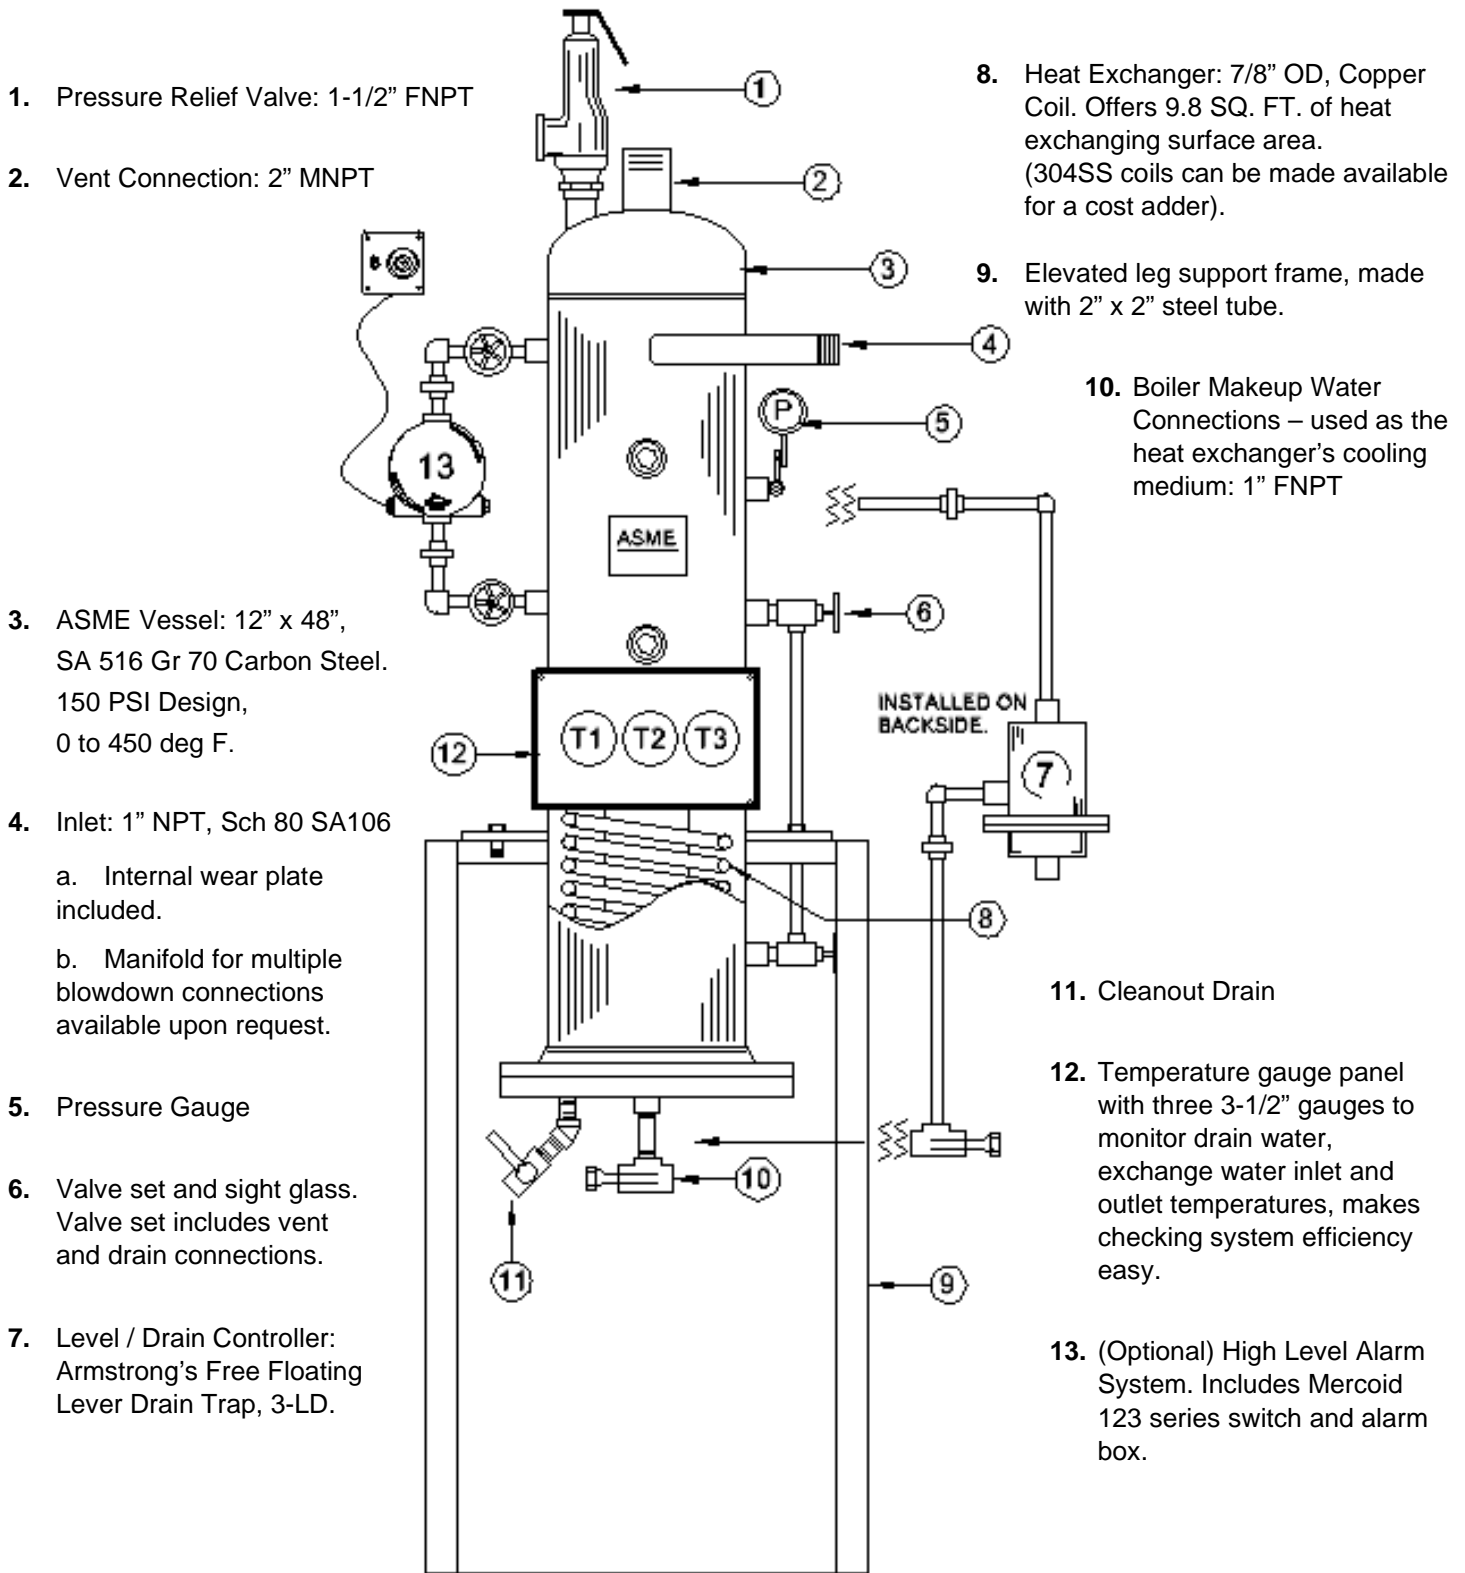 1. Pressure Relief Valve: 1-1/2” FNPT
2. Vent Connection: 2” MNPT
3. ASME Vessel: 12” x 48”,
SA 516 Gr 70 Carbon Steel.
150 PSI Design,
0 to 450 deg F.
4. Inlet: 1” NPT, Sch 80 SA106
a. Internal wear plate
included.
b. Manifold for multiple
blowdown connections
available upon request.
5. Pressure Gauge
6. Valve set and sight glass.
Valve set includes vent
and drain connections.
7. Level / Drain Controller:
Armstrong’s Free Floating
Lever Drain Trap, 3-LD.
1
2
3
4
P
5
13
ASME
6
INSTALLED ON
BACKSIDE.
T1 T2 T3
12
7
8
10
11
9
8. Heat Exchanger: 7/8” OD, Copper
Coil. Offers 9.8 SQ. FT. of heat
exchanging surface area.
(304SS coils can be made available
for a cost adder).
9. Elevated leg support frame, made
with 2” x 2” steel tube.
10. Boiler Makeup Water
Connections – used as the
heat exchanger’s cooling
medium: 1” FNPT
11. Cleanout Drain
12. Temperature gauge panel
with three 3-1/2” gauges to
monitor drain water,
exchange water inlet and
outlet temperatures, makes
checking system efficiency
easy.
13. (Optional) High Level Alarm
System. Includes Mercoid
123 series switch and alarm
box.